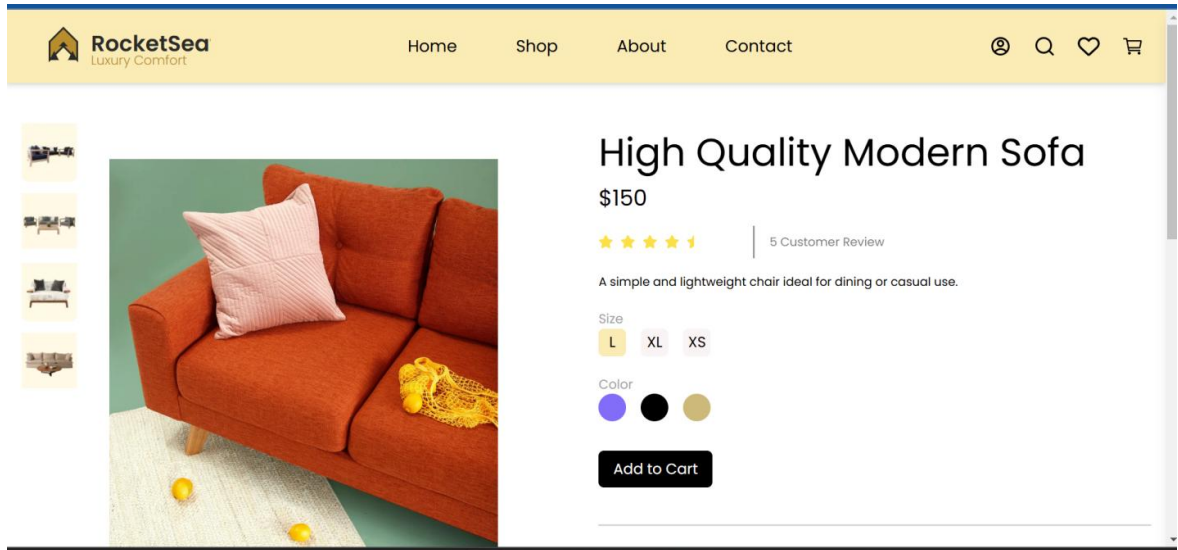 RocketSea
Luxury Comfort
Home Shop About Contact
High Quality Modern Sofa
$150
5 Customer Review
A simple and lightweight chair ideal for dining or casual use.
Size
L XL XS
Color
Add to Cart